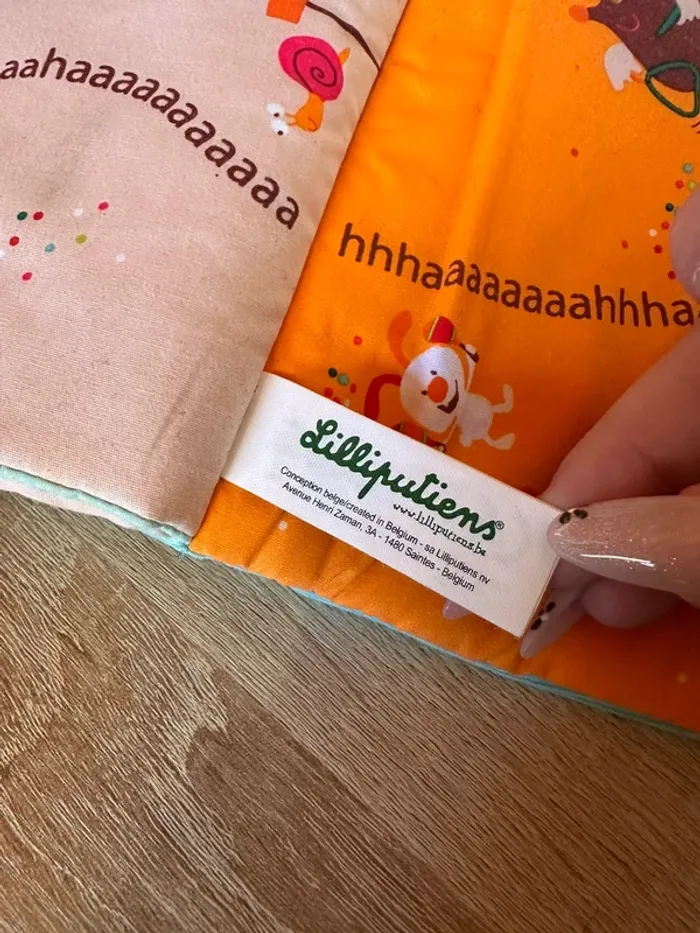 aahaaaaaaaaaaa
hhhaaaaaaaaahhha
Lilliputiens®
www.lilliputiens.be
Conception belge/created in Belgium - sa Lilliputiens nv
Avenue Henri Zaman, 3A - 1480 Saintes - Belgium